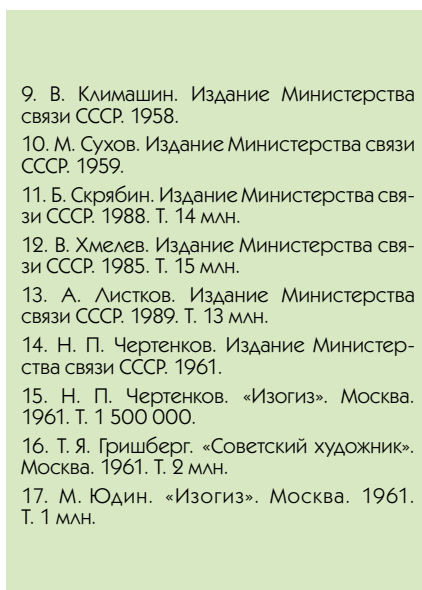 9. В. Климашин. Издание Министерства
связи СССР. 1958.
10. М. Сухов. Издание Министерства связи
СССР. 1959.
11. Б. Скрябин. Издание Министерства свя-
зи СССР. 1988. Т. 14 млн.
12. В. Хмелев. Издание Министерства свя-
зи СССР. 1985. Т. 15 млн.
13. А. Листков. Издание Министерства
связи СССР. 1989. Т. 13 млн.
14. Н. П. Чертенков. Издание Министер-
ства связи СССР. 1961.
15. Н. П. Чертенков. «Изогиз». Москва.
1961. Т. 1 500 000.
16. Т. Я. Гришберг. «Советский художник».
Москва. 1961. Т. 2 млн.
17. М. Юдин. «Изогиз». Москва. 1961.
Т. 1 млн.